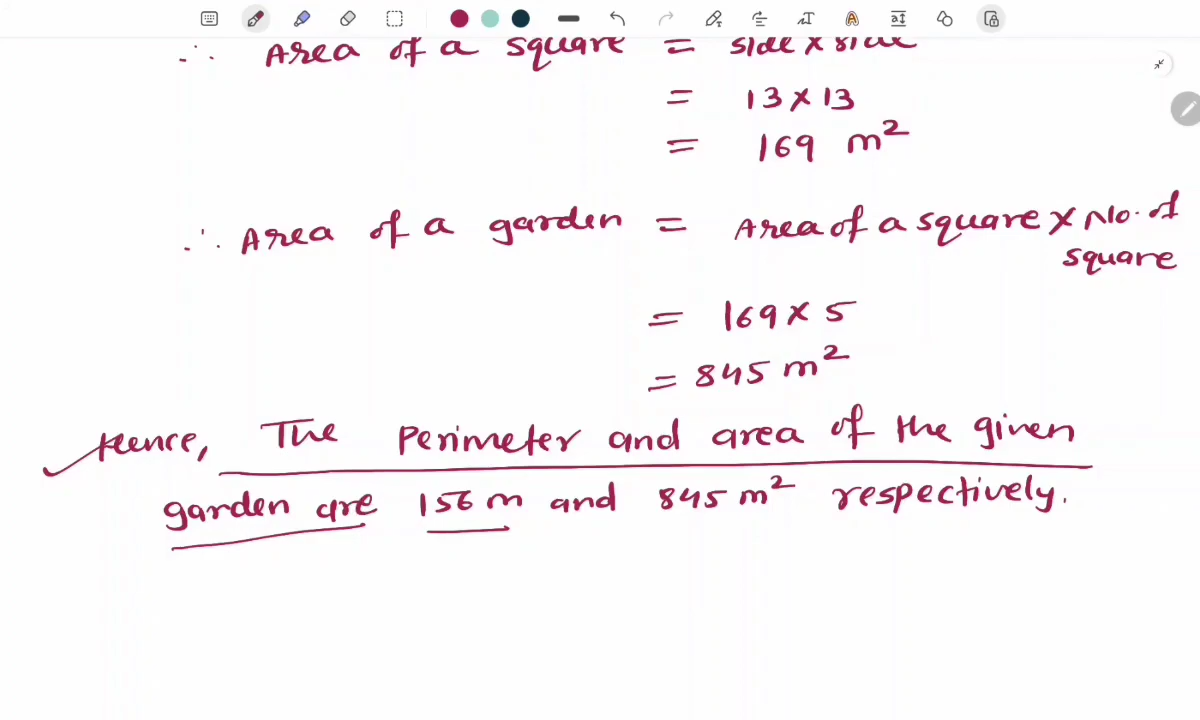 ∴ Area of a square = side × side
= 13 × 13
= 169 m²
∴ Area of a garden = Area of a square × No. of
square
= 169 × 5
= 845 m²
Hence, The Perimeter and area of the given
garden are 156 m and 845 m² respectively.